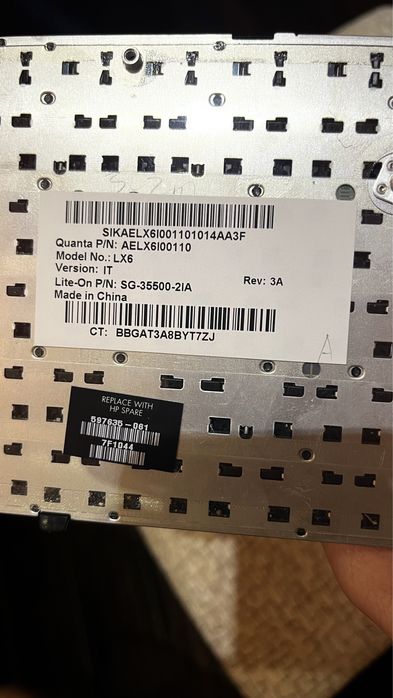 SIKAELX6I001101014AA3F
Quanta P/N: AELX6I00110
Model No.: LX6
Version: IT
Lite-On P/N: SG-35500-2IA Rev: 3A
Made in China
CT: BBGAT3A8BYT7ZJ
A
REPLACE WITH
HP SPARE
597635-061
7F1044